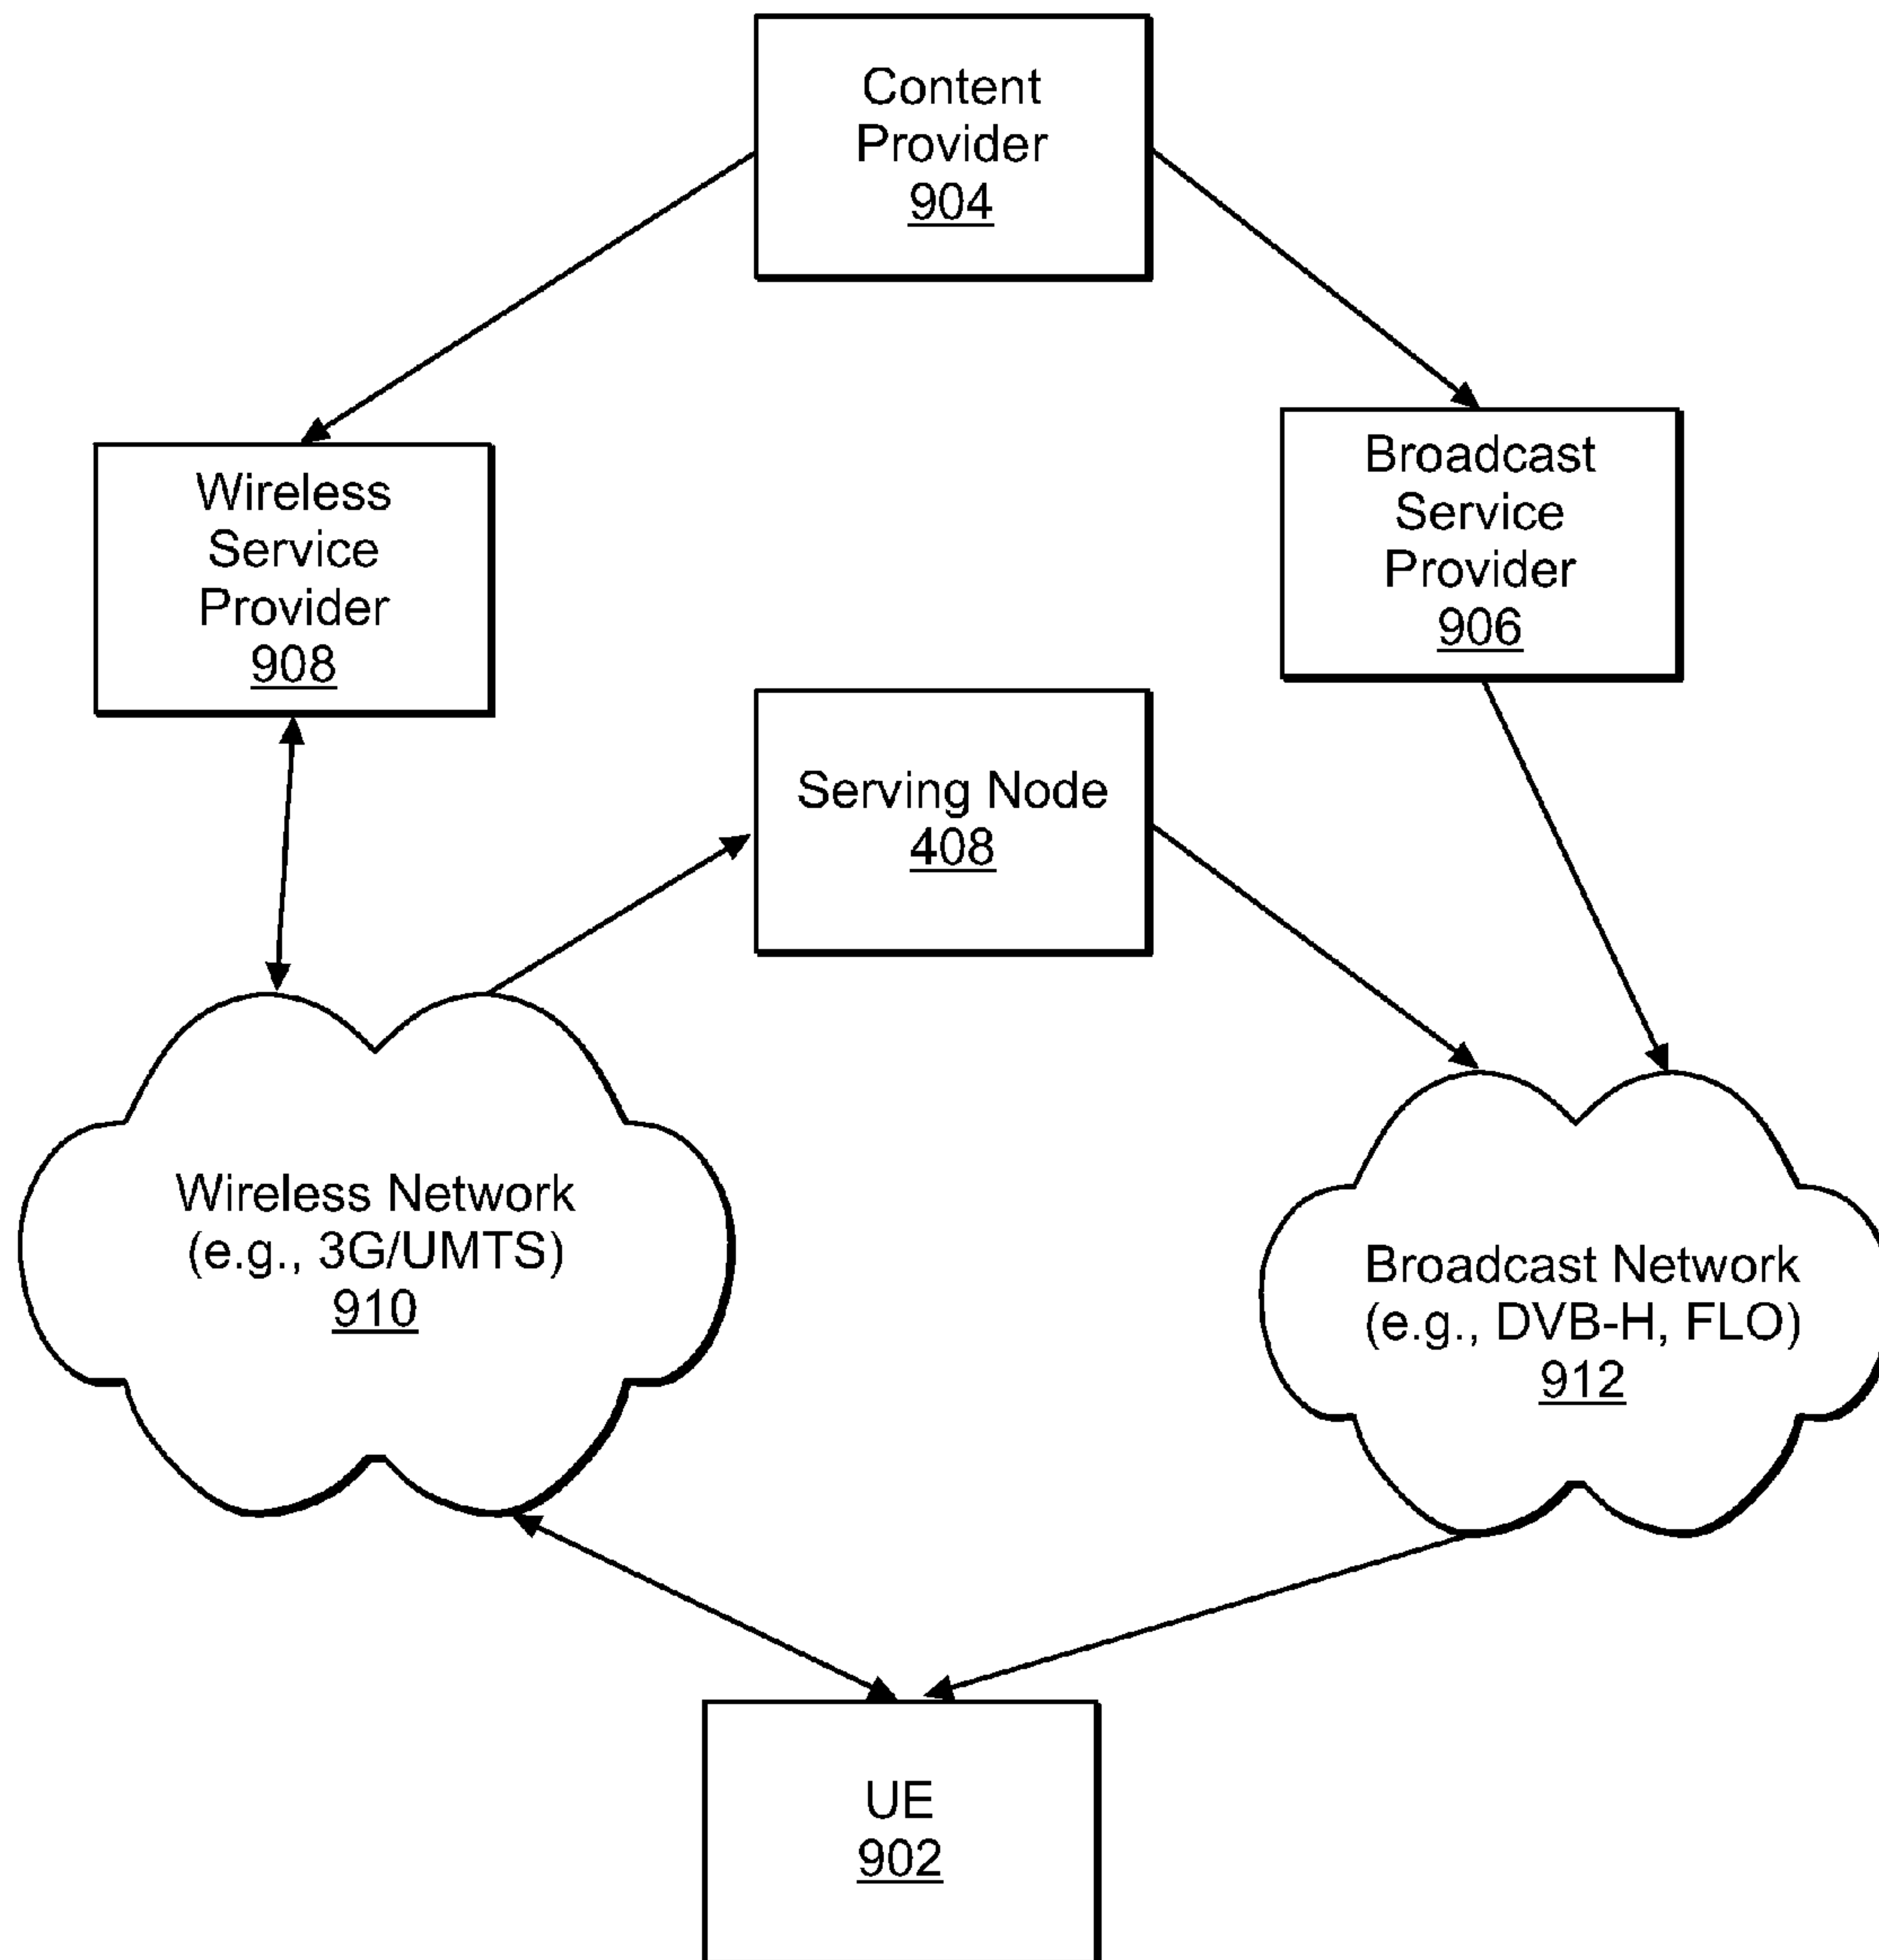 Content
Provider
904
Wireless
Service
Provider
908
Broadcast
Service
Provider
906
Serving Node
408
Wireless Network
(e.g., 3G/UMTS)
910
Broadcast Network
(e.g., DVB-H, FLO)
912
UE
902